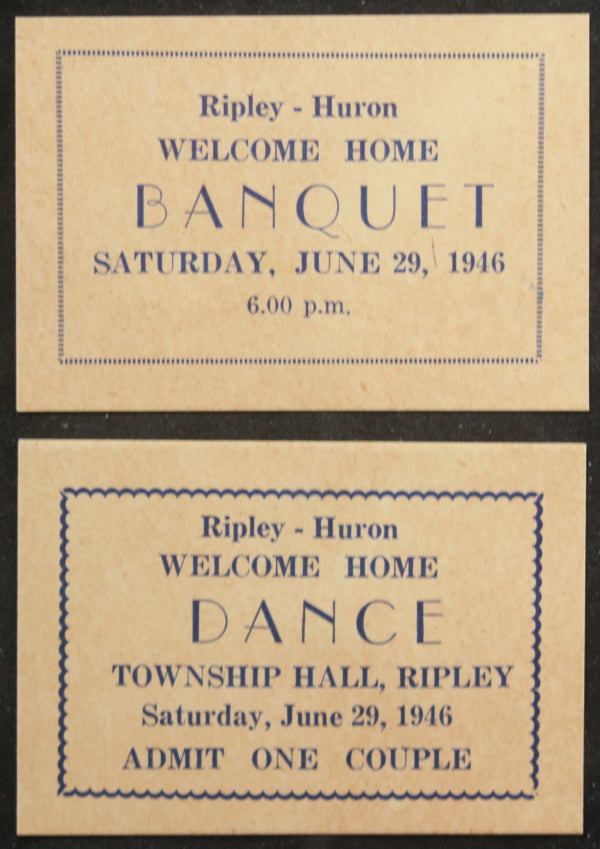 Ripley - Huron
WELCOME HOME
BANQUET
SATURDAY, JUNE 29, 1946
6.00 p.m.
Ripley - Huron
WELCOME HOME
DANCE
TOWNSHIP HALL, RIPLEY
Saturday, June 29, 1946
ADMIT ONE COUPLE